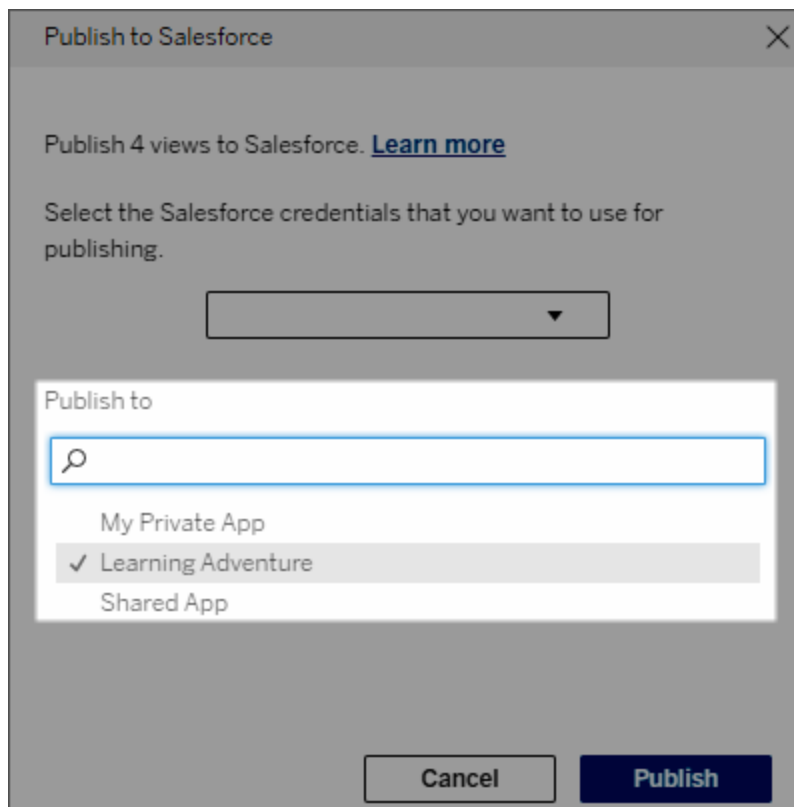 Publish to Salesforce
Publish 4 views to Salesforce. Learn more
Select the Salesforce credentials that you want to use for
publishing.
Publish to
My Private App
Learning Adventure
Shared App
Cancel
Publish